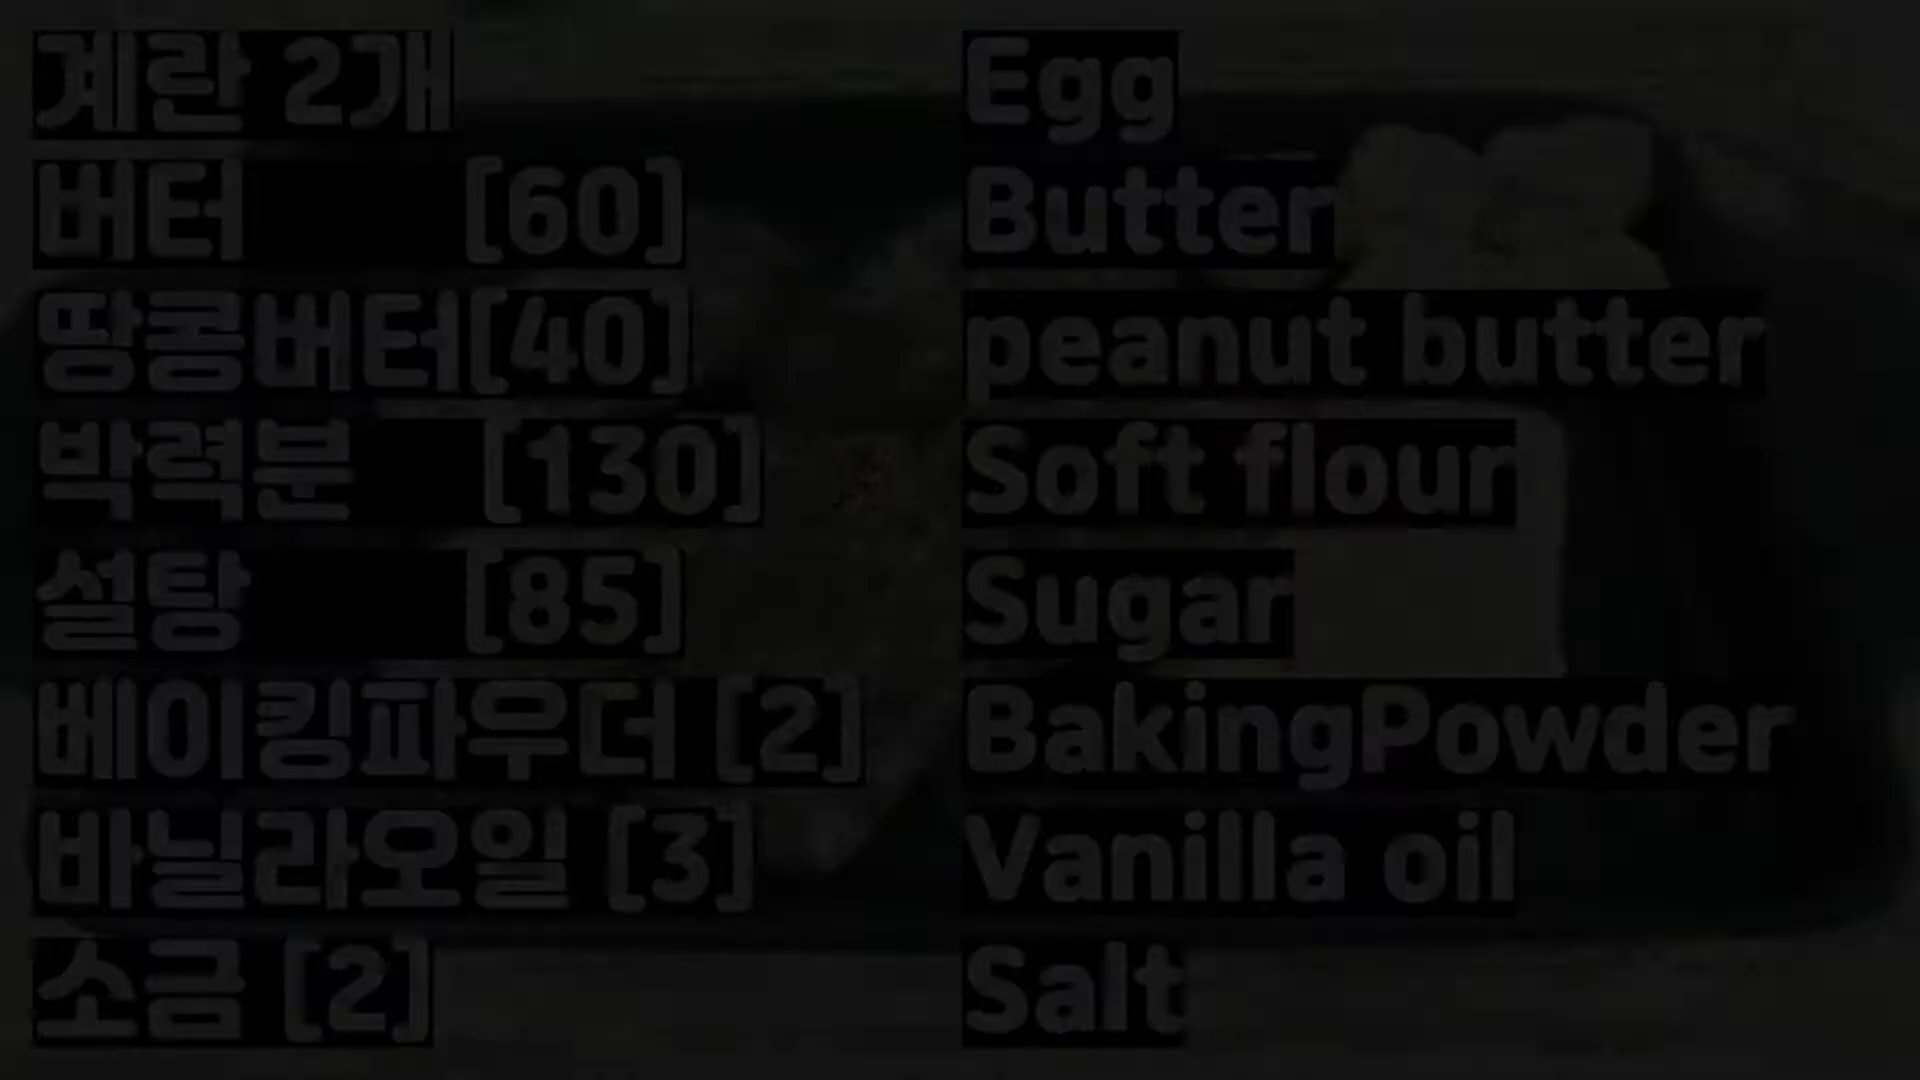 계란 2개
버터 [60]
땅콩버터[40]
박력분 [130]
설탕 [85]
베이킹파우더 [2]
바닐라오일 [3]
소금 [2]
Egg
Butter
peanut butter
Soft flour
Sugar
BakingPowder
Vanilla oil
Salt